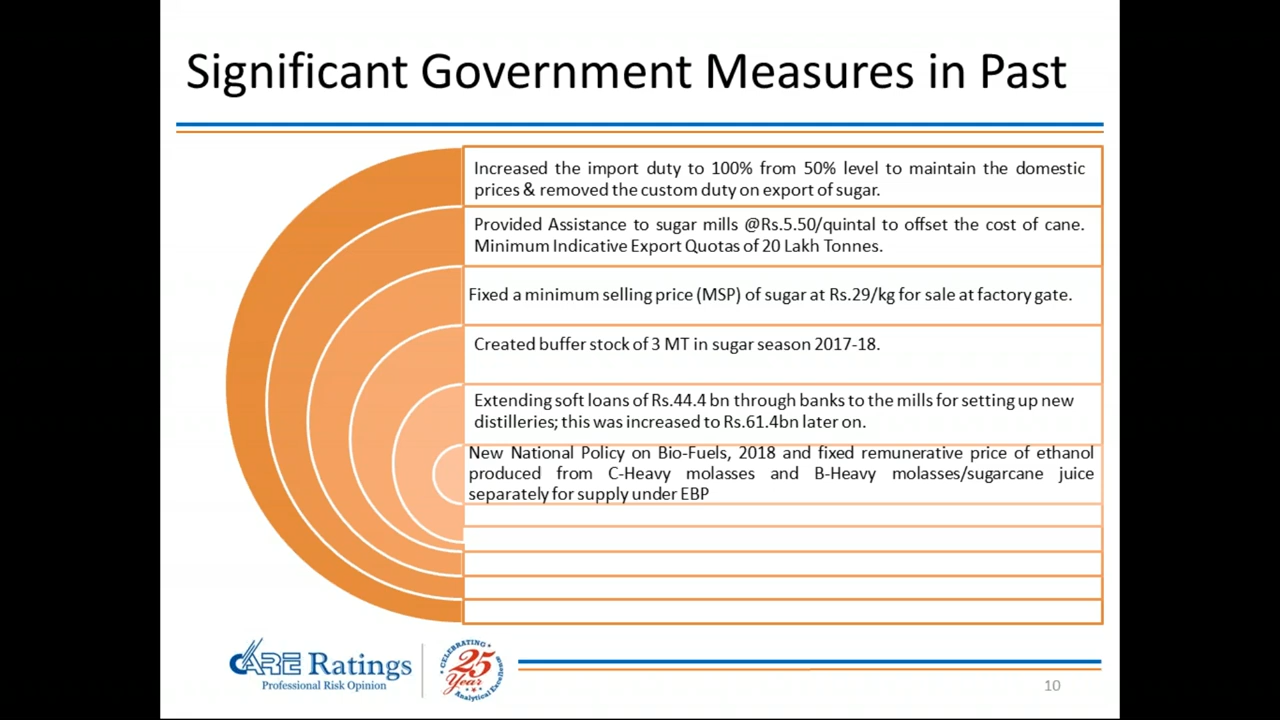 Significant Government Measures in Past
Increased the import duty to 100% from 50% level to maintain the domestic
prices & removed the custom duty on export of sugar.
Provided Assistance to sugar mills @Rs.5.50/quintal to offset the cost of cane.
Minimum Indicative Export Quotas of 20 Lakh Tonnes.
Fixed a minimum selling price (MSP) of sugar at Rs.29/kg for sale at factory gate.
Created buffer stock of 3 MT in sugar season 2017-18.
Extending soft loans of Rs.44.4 bn through banks to the mills for setting up new
distilleries; this was increased to Rs.61.4bn later on.
New National Policy on Bio-Fuels, 2018 and fixed remunerative price of ethanol
produced from C-Heavy molasses and B-Heavy molasses/sugarcane juice
separately for supply under EBP
CARE Ratings
Professional Risk Opinion
CELEBRATING
25
Year
Analytical Excellence
10